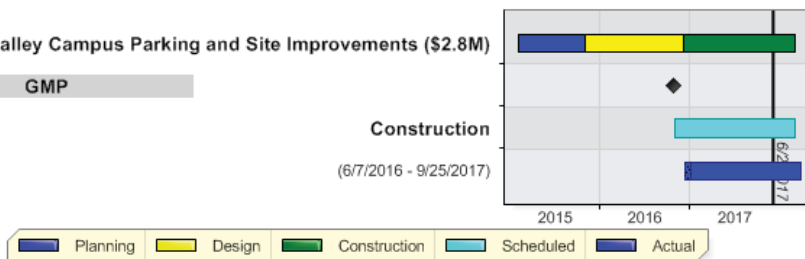 alley Campus Parking and Site Improvements ($2.8M)
GMP
Construction
(6/7/2016 - 9/25/2017)
2015 2016 2017
Planning Design Construction Scheduled Actual